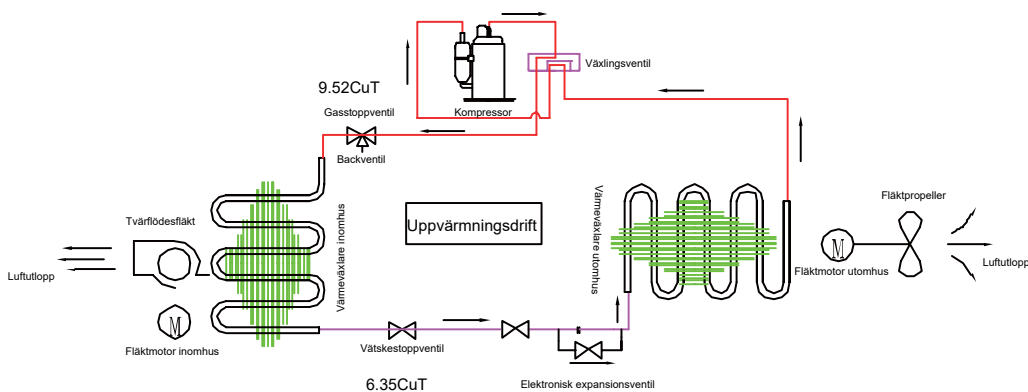 Växlingsventil
9.52CuT
Kompressor
Gasstoppventil
Backventil
Värmeväxlare inomhus
Värmeväxlare utomhus
Fläktpropeller
Tvärflödesfläkt
Uppvärmningsdrift
M
Luftutlopp
Luftutlopp
Fläktmotor utomhus
M
Fläktmotor inomhus
Vätskestoppventil
6.35CuT
Elektronisk expansionsventil